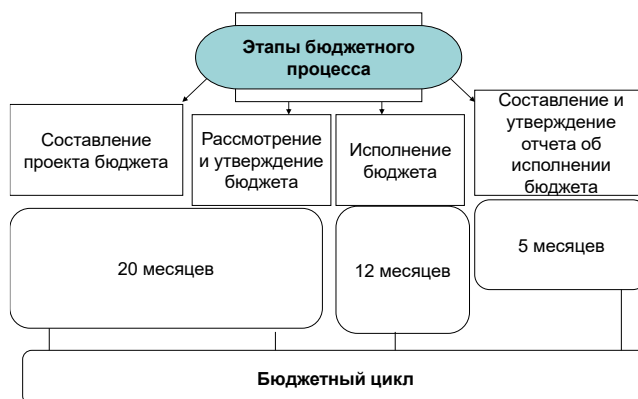 Этапы бюджетного
процесса
Составление
проекта бюджета
Рассмотрение
и утверждение
бюджета
Исполнение
бюджета
Составление и
утверждение
отчета об
исполнении
бюджета
20 месяцев
12 месяцев
5 месяцев
Бюджетный цикл